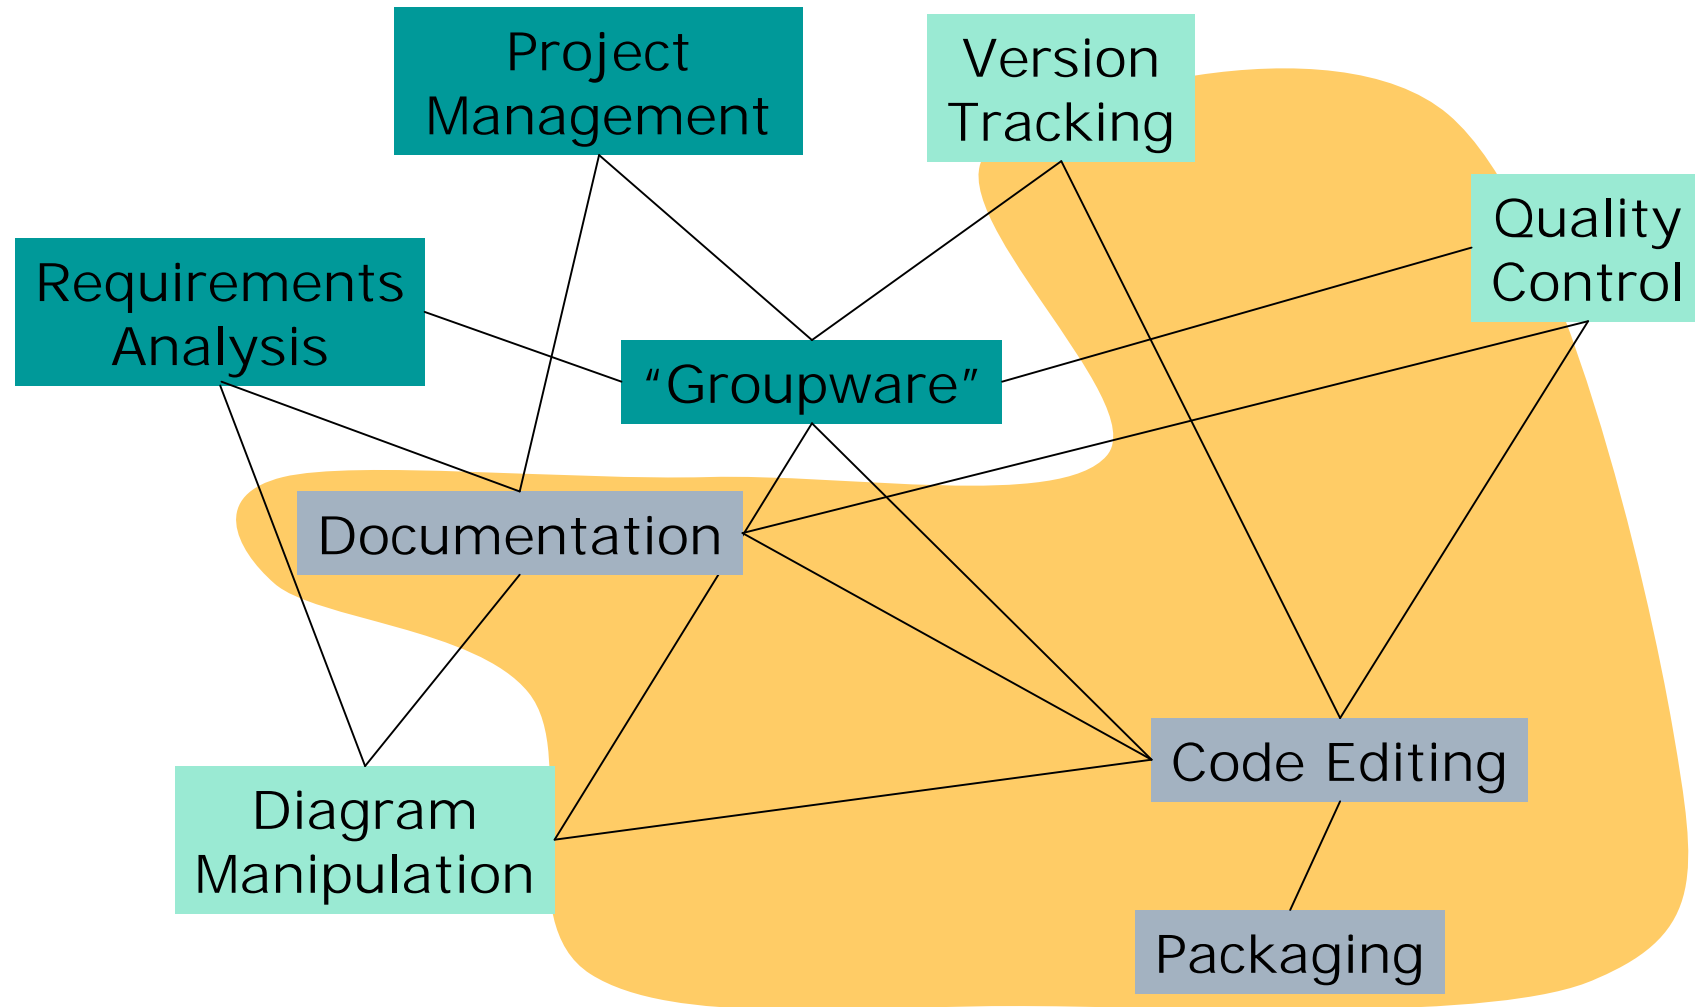 Project
Management
Version
Tracking
Quality
Control
Requirements
Analysis
“Groupware”
Documentation
Code Editing
Diagram
Manipulation
Packaging